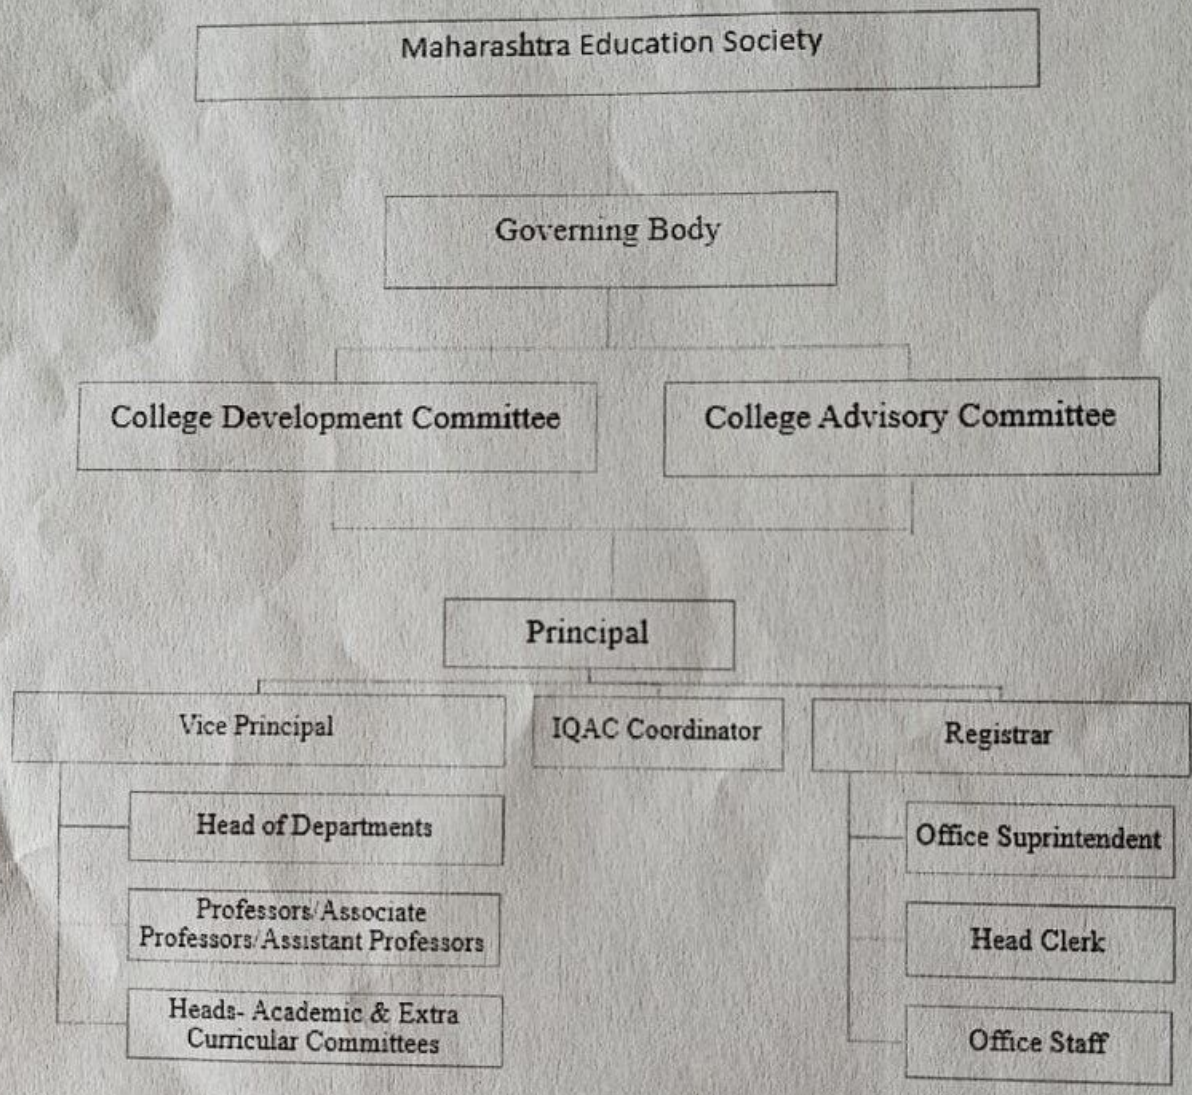 Maharashtra Education Society
Governing Body
College Development Committee
College Advisory Committee
Principal
Vice Principal
IQAC Coordinator
Registrar
Head of Departments
Professors/Associate
Professors/Assistant Professors
Heads- Academic & Extra
Curricular Committees
Office Suprintendent
Head Clerk
Office Staff